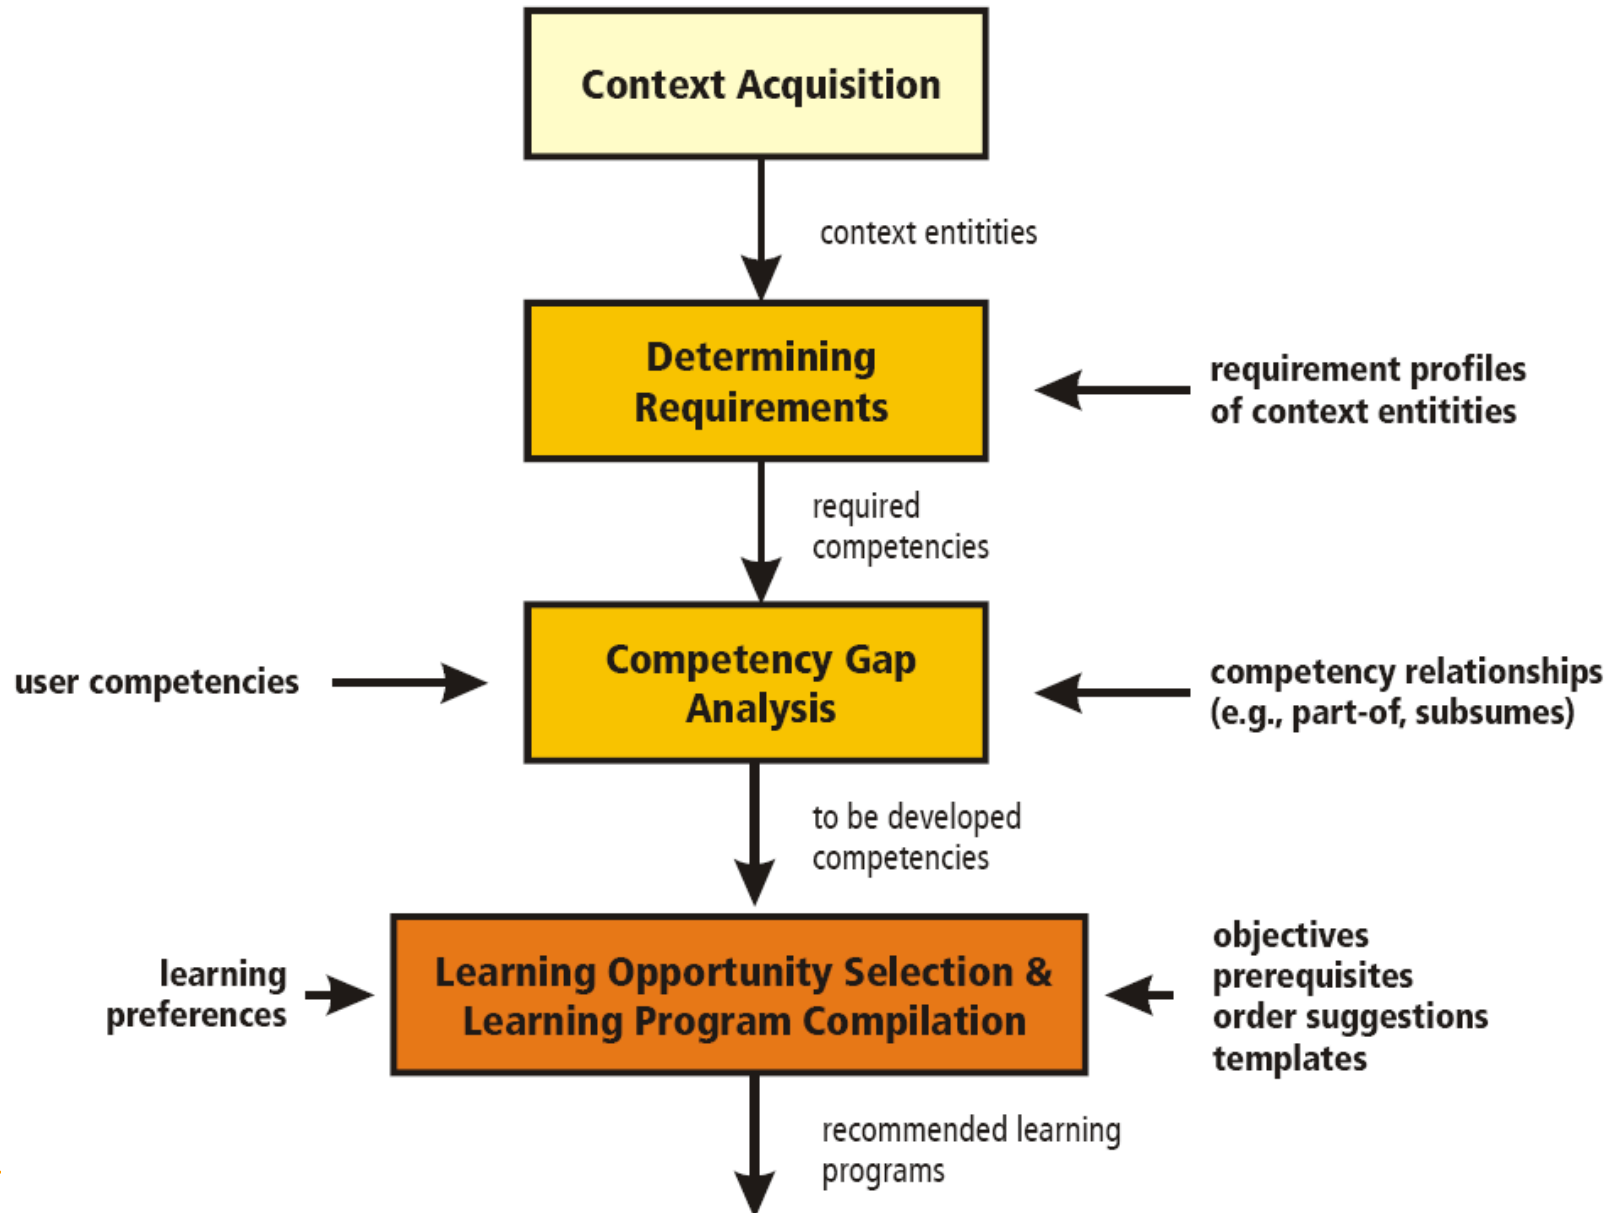 Context Acquisition
context entitities
Determining
Requirements
requirement profiles
of context entitities
required
competencies
user competencies
Competency Gap
Analysis
competency relationships
(e.g., part-of, subsumes)
to be developed
competencies
learning
preferences
Learning Opportunity Selection &
Learning Program Compilation
objectives
prerequisites
order suggestions
templates
recommended learning
programs